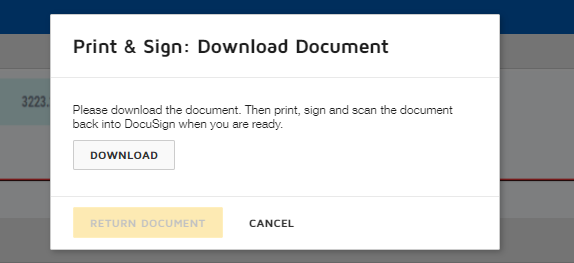 Print & Sign: Download Document
3223.
Please download the document. Then print, sign and scan the document
back into DocuSign when you are ready.
DOWNLOAD
RETURN DOCUMENT
CANCEL